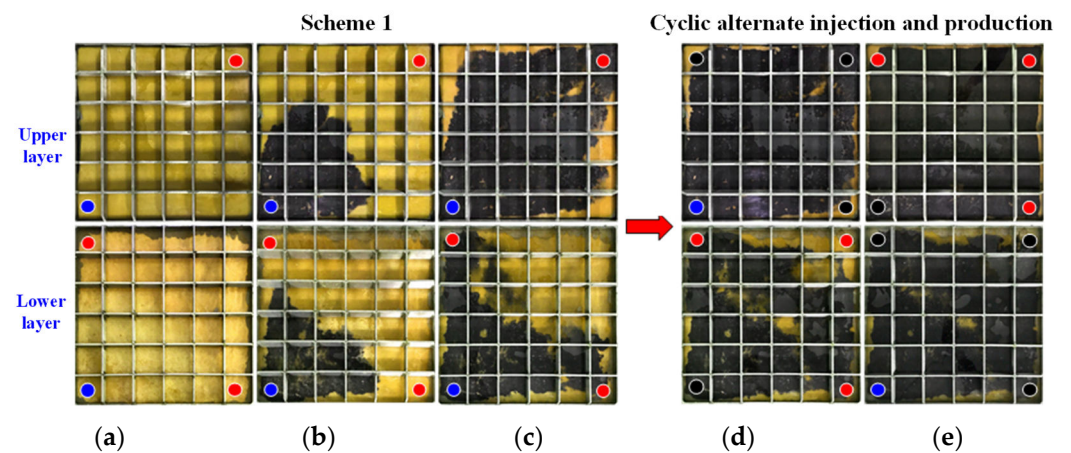 Scheme 1
Cyclic alternate injection and production
Upper
layer
Lower
layer
(a)
(b)
(c)
(d)
(e)